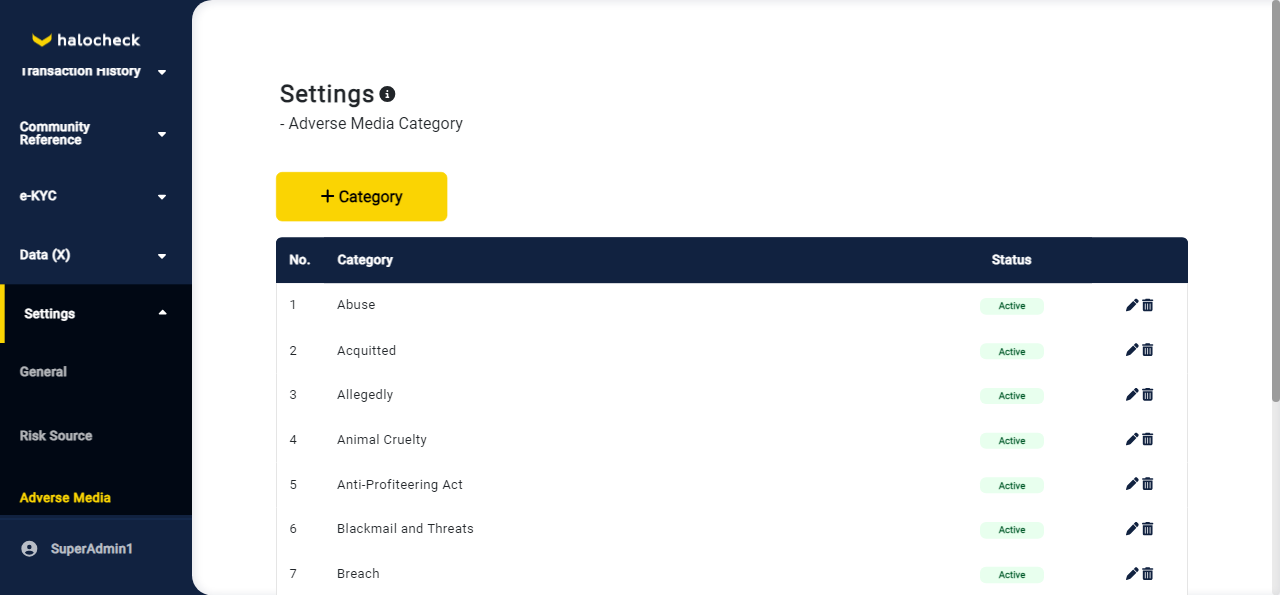 halocheck
Transaction History
Community
Reference
e-KYC
Data (X)
Settings
General
Risk Source
Adverse Media
SuperAdmin1
Settings
- Adverse Media Category
+ Category
No. Category Status
1 Abuse Active
2 Acquitted Active
3 Allegedly Active
4 Animal Cruelty Active
5 Anti-Profiteering Act Active
6 Blackmail and Threats Active
7 Breach Active